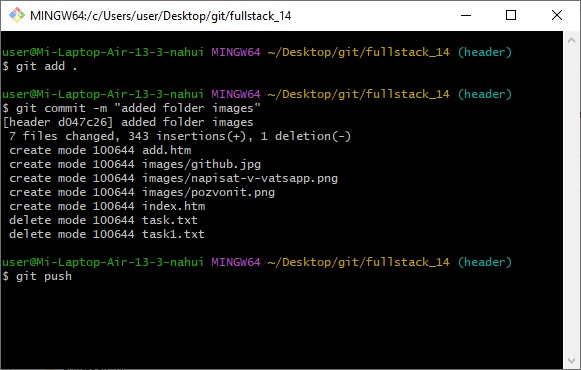 MINGW64:/c/Users/user/Desktop/git/fullstack_14
user@Mi-Laptop-Air-13-3-nahui MINGW64 ~/Desktop/git/fullstack_14 (header)
$ git add .
user@Mi-Laptop-Air-13-3-nahui MINGW64 ~/Desktop/git/fullstack_14 (header)
$ git commit -m "added folder images"
[header d047c26] added folder images
7 files changed, 343 insertions(+), 1 deletion(-)
create mode 100644 add.htm
create mode 100644 images/github.jpg
create mode 100644 images/napisat-v-vatsapp.png
create mode 100644 images/pozvonit.png
create mode 100644 index.htm
delete mode 100644 task.txt
delete mode 100644 task1.txt
user@Mi-Laptop-Air-13-3-nahui MINGW64 ~/Desktop/git/fullstack_14 (header)
$ git push